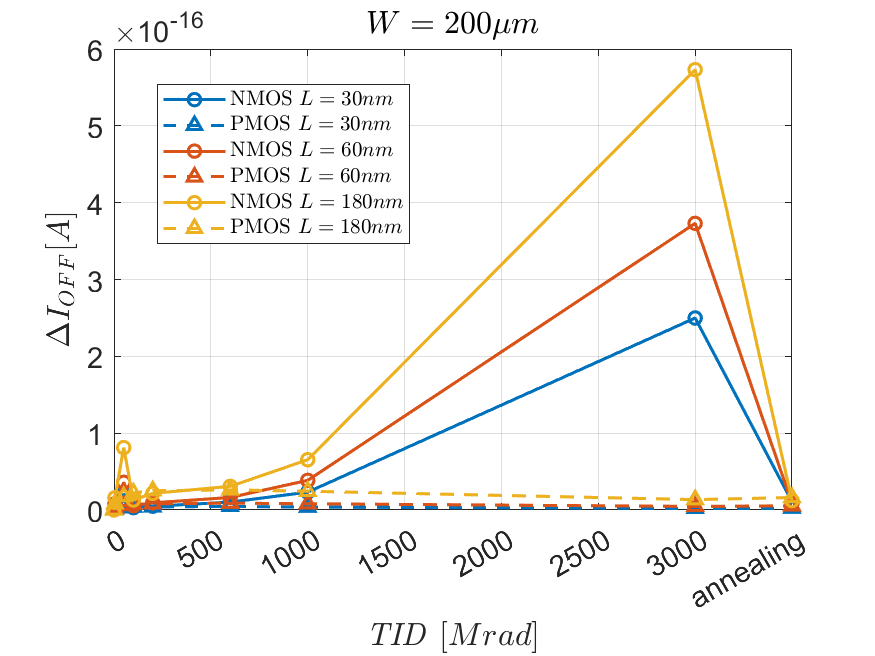 ×10⁻¹⁶
W = 200μm
6
5
4
3
2
1
0
ΔI_OFF[A]
NMOS L = 30nm
PMOS L = 30nm
NMOS L = 60nm
PMOS L = 60nm
NMOS L = 180nm
PMOS L = 180nm
0
500
1000
1500
2000
2500
3000
annealing
TID [Mrad]